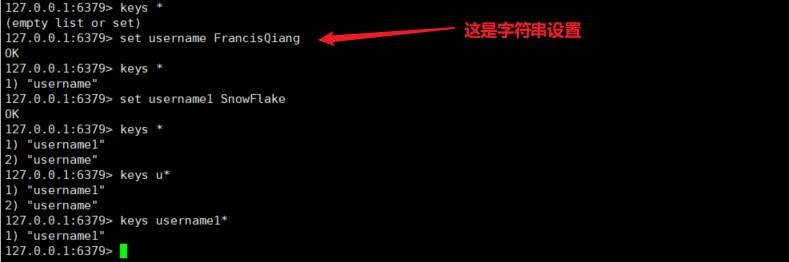 127.0.0.1:6379> keys *
(empty list or set)
127.0.0.1:6379> set username FrancisQiang
这是字符串设置
OK
127.0.0.1:6379> keys *
1) "username"
127.0.0.1:6379> set username1 SnowFlake
OK
127.0.0.1:6379> keys *
1) "username1"
2) "username"
127.0.0.1:6379> keys u*
1) "username1"
2) "username"
127.0.0.1:6379> keys username1*
1) "username1"
127.0.0.1:6379>